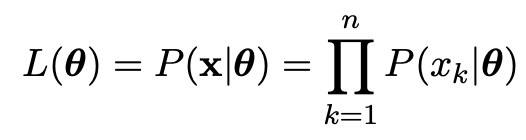 L(𝜽) = P(𝐱|𝜽) = ∏_{k=1}^{n} P(x_k|𝜽)